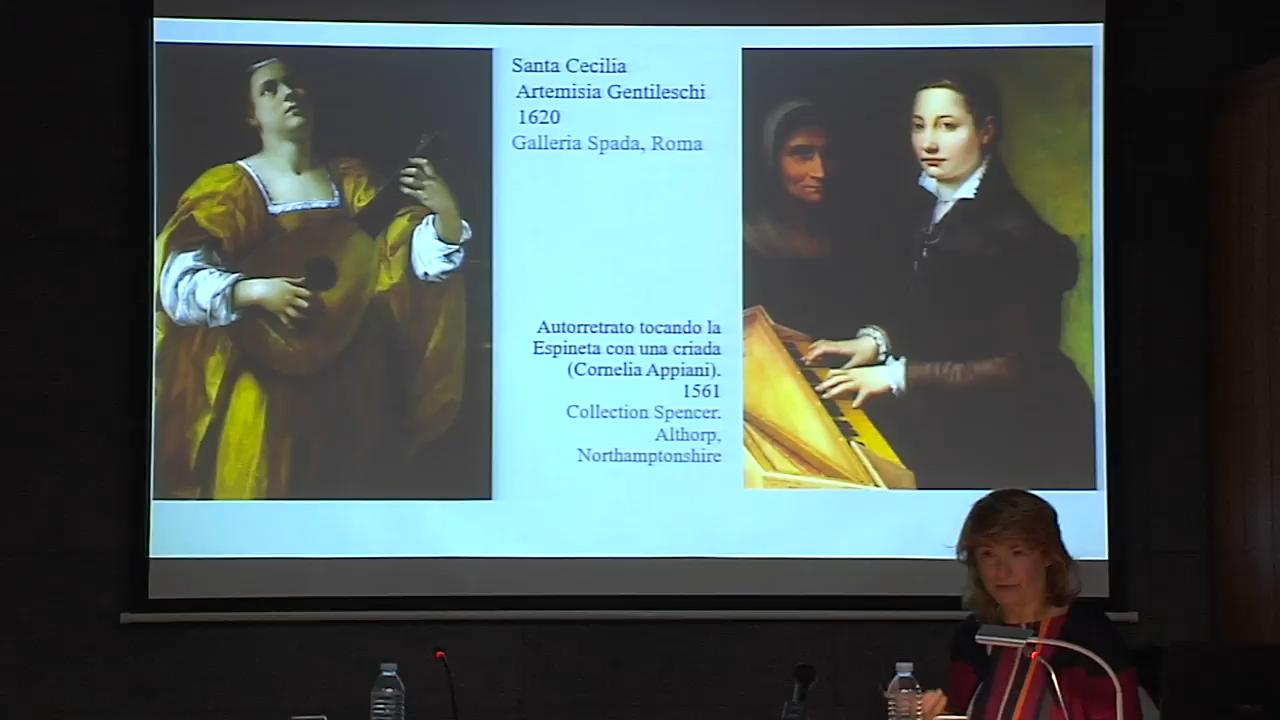 Santa Cecilia
Artemisia Gentileschi
1620
Galleria Spada, Roma
Autorretrato tocando la
Espineta con una criada
(Cornelia Appiani).
1561
Collection Spencer.
Althorp,
Northamptonshire